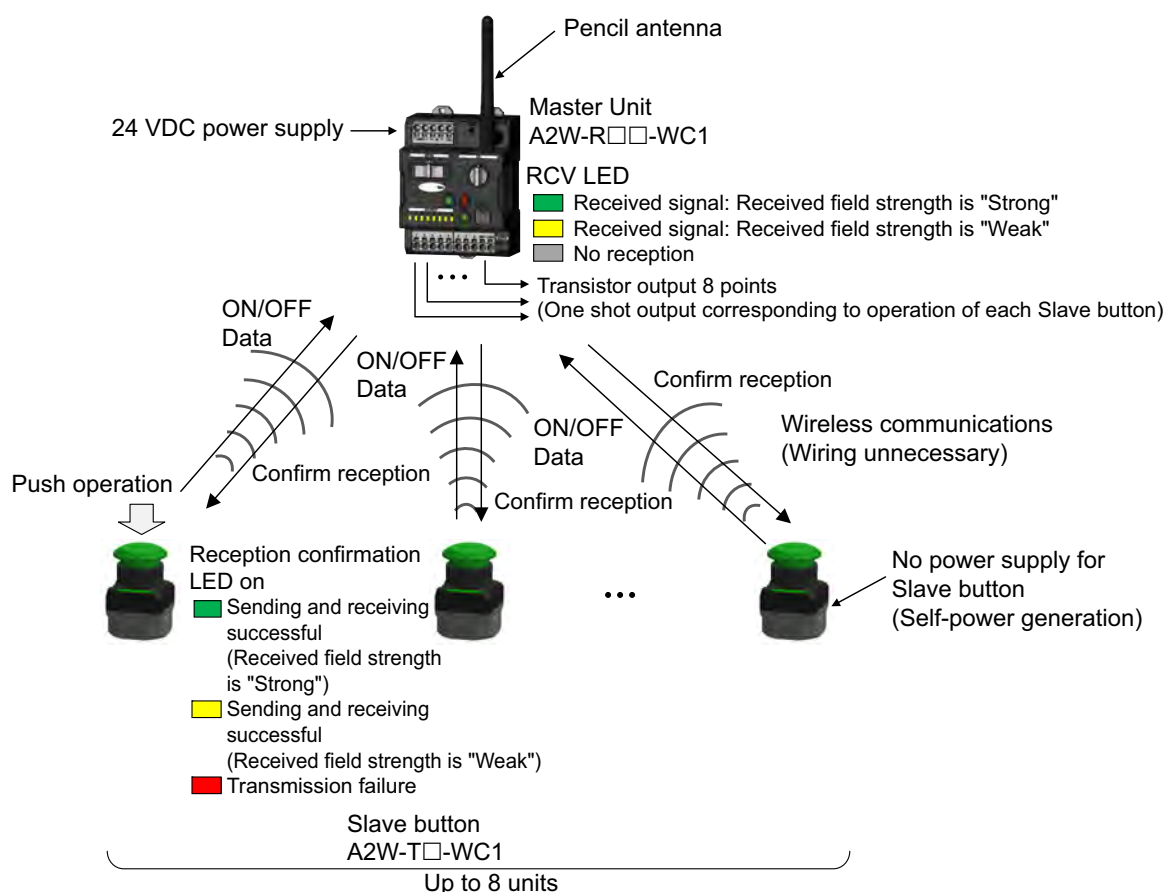 Pencil antenna
24 VDC power supply
Master Unit
A2W-R□□-WC1
RCV LED
Received signal: Received field strength is "Strong"
Received signal: Received field strength is "Weak"
No reception
•••
Transistor output 8 points
(One shot output corresponding to operation of each Slave button)
ON/OFF
Data
ON/OFF
Data
Confirm reception
ON/OFF
Data
Wireless communications
(Wiring unnecessary)
Confirm reception
Confirm reception
Push operation
Reception confirmation
LED on
Sending and receiving
successful
(Received field strength
is "Strong")
Sending and receiving
successful
(Received field strength is "Weak")
Transmission failure
•••
No power supply for
Slave button
(Self-power generation)
Slave button
A2W-T□-WC1
Up to 8 units